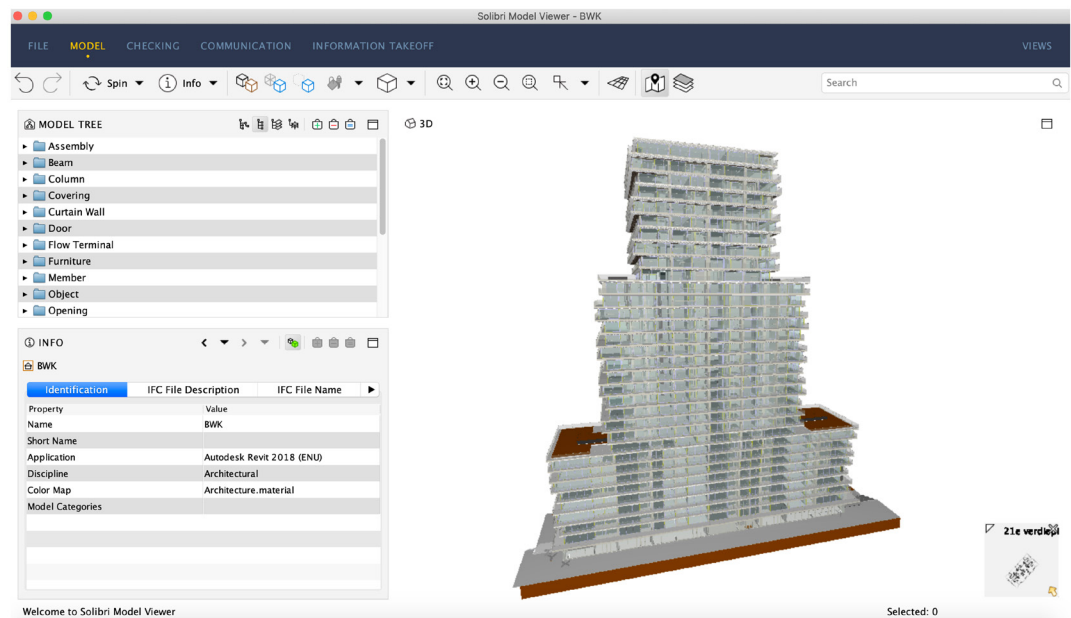 Solibri Model Viewer - BWK
FILE MODEL CHECKING COMMUNICATION INFORMATION TAKEOFF VIEWS
Spin Info Search
MODEL TREE
Assembly
Beam
Column
Covering
Curtain Wall
Door
Flow Terminal
Furniture
Member
Object
Opening
INFO
BWK
Identification IFC File Description IFC File Name
Property Value
Name BWK
Short Name
Application Autodesk Revit 2018 (ENU)
Discipline Architectural
Color Map Architecture.material
Model Categories
3D
21e
Welcome to Solibri Model Viewer Selected: 0